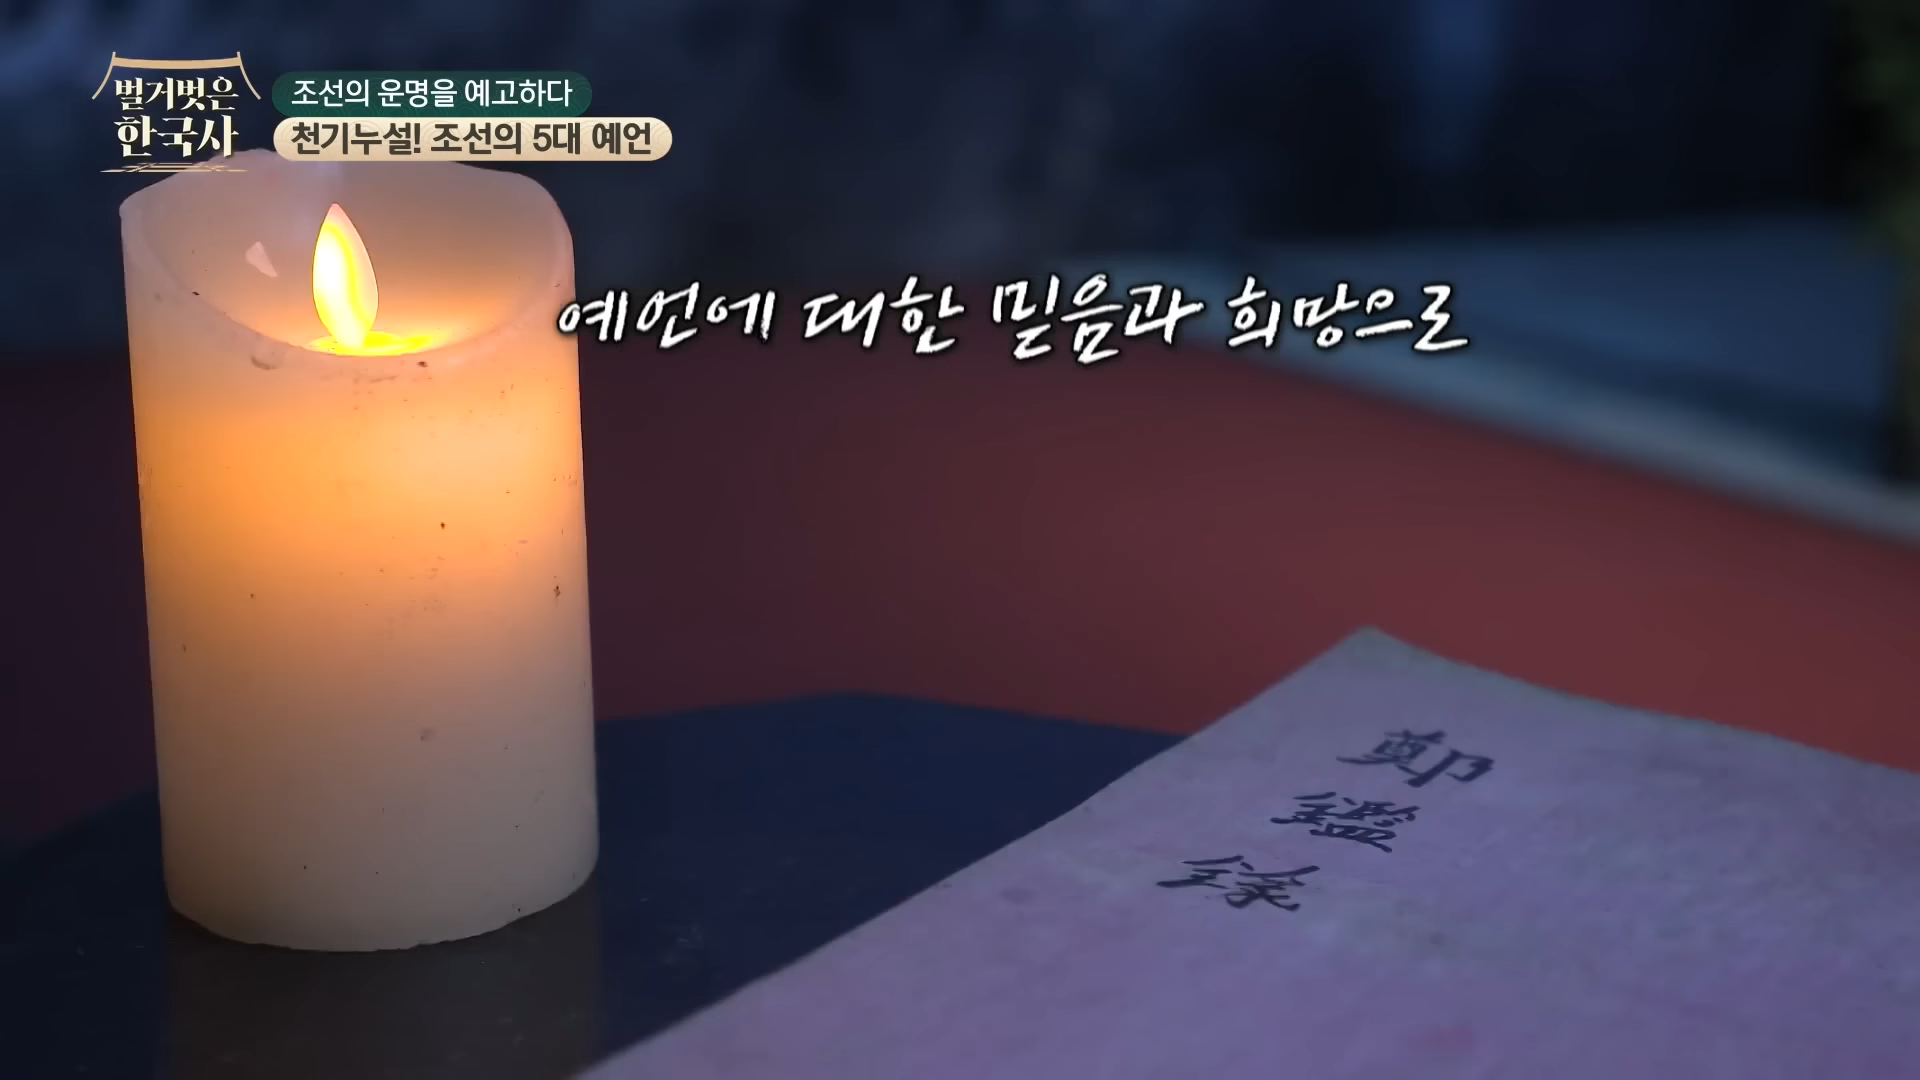 벌거벗은
한국사
조선의 운명을 예고하다
천기누설! 조선의 5대 예언
예언에 대한 믿음과 희망으로
鄭
鑑
錄